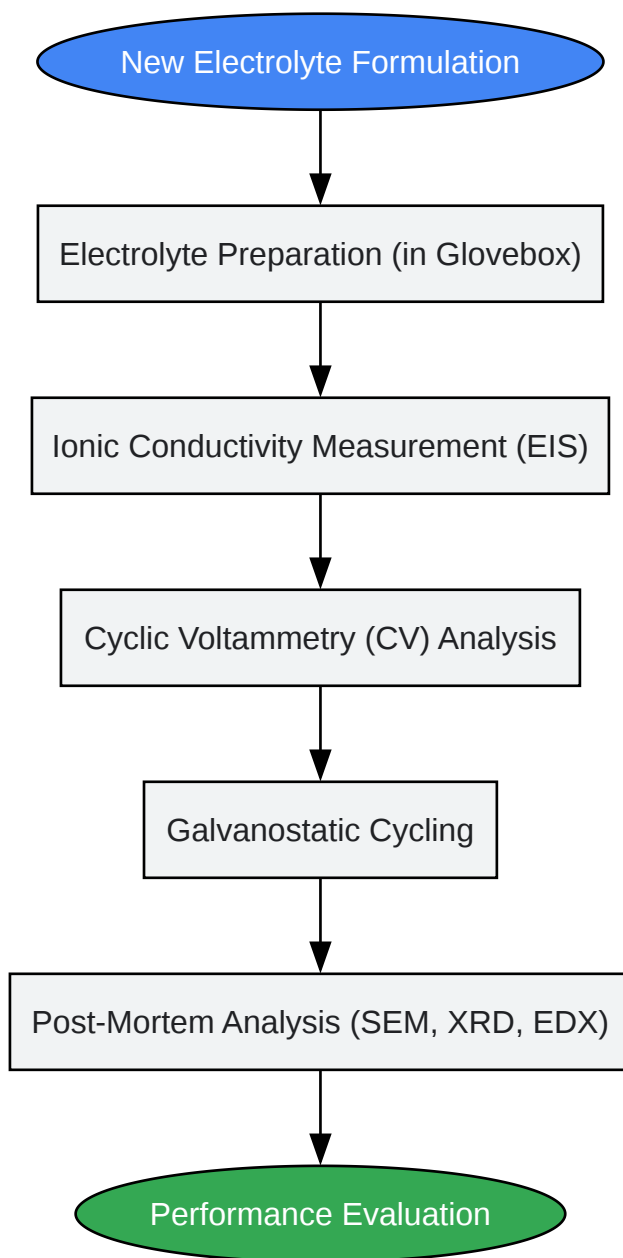 New Electrolyte Formulation
Electrolyte Preparation (in Glovebox)
Ionic Conductivity Measurement (EIS)
Cyclic Voltammetry (CV) Analysis
Galvanostatic Cycling
Post-Mortem Analysis (SEM, XRD, EDX)
Performance Evaluation